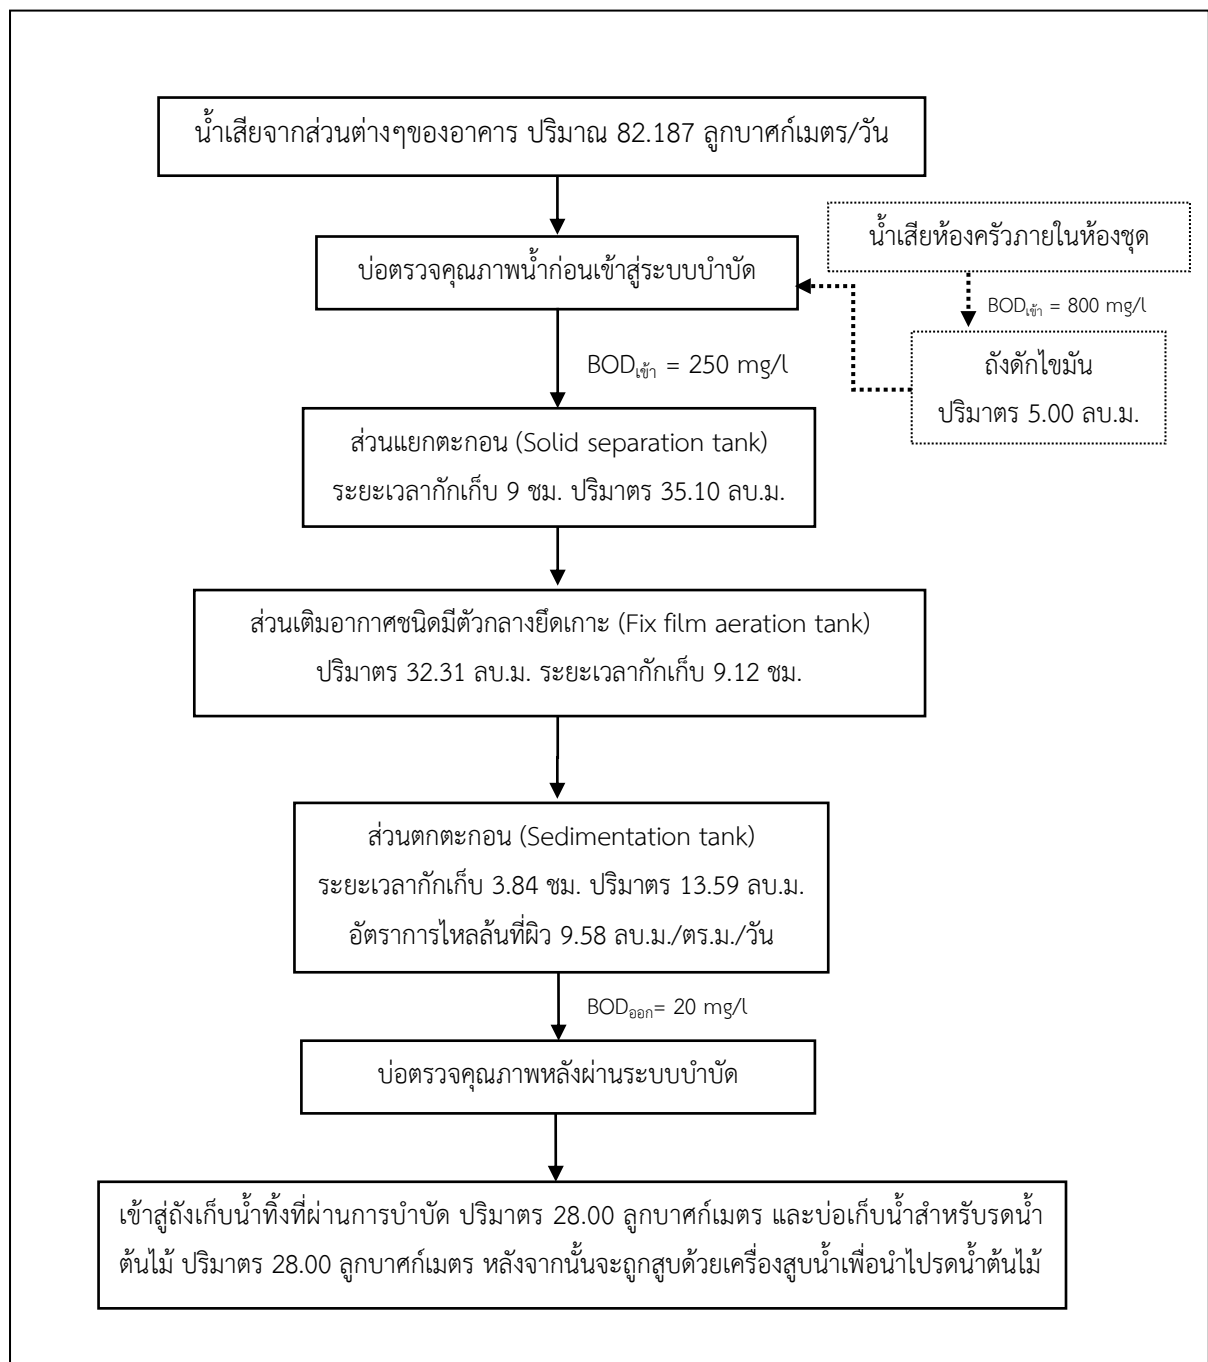 น้ำเสียจากส่วนต่างๆของอาคาร ปริมาณ 82.187 ลูกบาศก์เมตร/วัน
น้ำเสียห้องครัวภายในห้องชุด
บ่อตรวจคุณภาพน้ำก่อนเข้าสู่ระบบบำบัด
BODเข้า = 800 mg/l
BODเข้า = 250 mg/l
ถังดักไขมัน
ปริมาตร 5.00 ลบ.ม.
ส่วนแยกตะกอน (Solid separation tank)
ระยะเวลากักเก็บ 9 ชม. ปริมาตร 35.10 ลบ.ม.
ส่วนเติมอากาศชนิดมีตัวกลางยึดเกาะ (Fix film aeration tank)
ปริมาตร 32.31 ลบ.ม. ระยะเวลากักเก็บ 9.12 ชม.
ส่วนตกตะกอน (Sedimentation tank)
ระยะเวลากักเก็บ 3.84 ชม. ปริมาตร 13.59 ลบ.ม.
อัตราการไหลล้นที่ผิว 9.58 ลบ.ม./ตร.ม./วัน
BODออก= 20 mg/l
บ่อตรวจคุณภาพหลังผ่านระบบบำบัด
เข้าสู่ถังเก็บน้ำทิ้งที่ผ่านการบำบัด ปริมาตร 28.00 ลูกบาศก์เมตร และบ่อเก็บน้ำสำหรับรดน้ำ
ต้นไม้ ปริมาตร 28.00 ลูกบาศก์เมตร หลังจากนั้นจะถูกสูบด้วยเครื่องสูบน้ำเพื่อนำไปรดน้ำต้นไม้